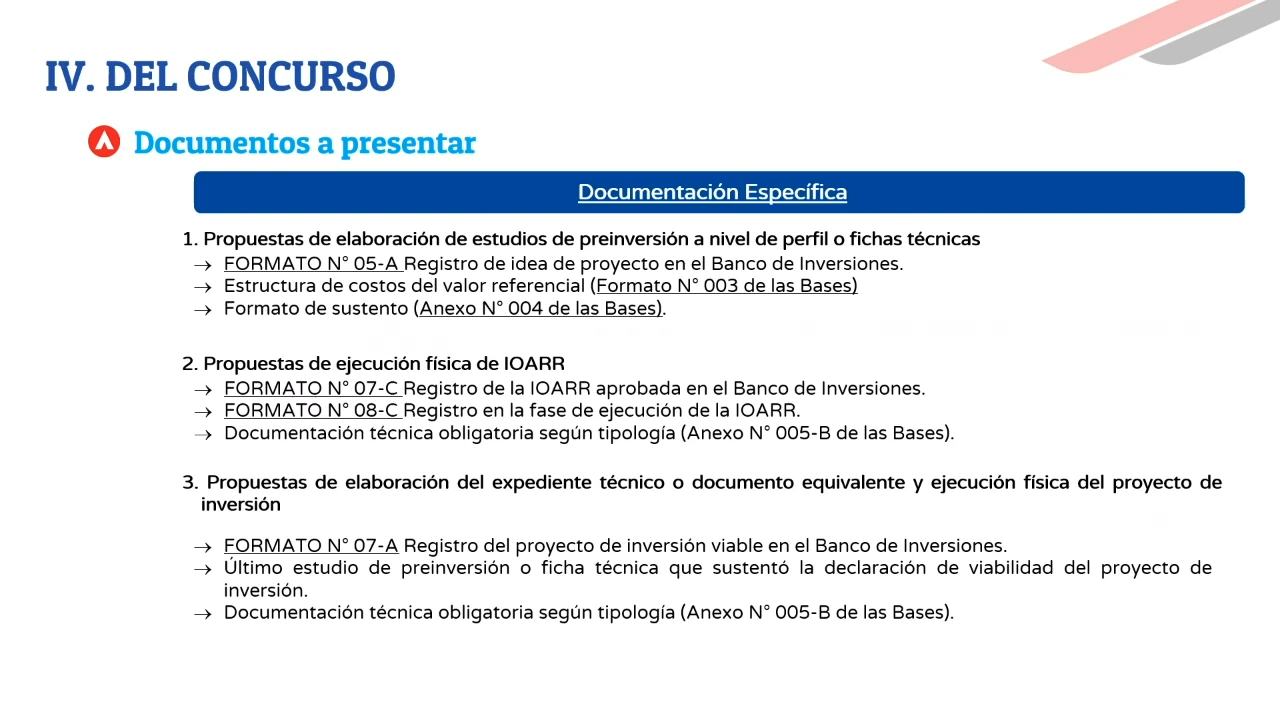 IV. DEL CONCURSO
Documentos a presentar
Documentación Específica
1. Propuestas de elaboración de estudios de preinversión a nivel de perfil o fichas técnicas
→ FORMATO N° 05-A Registro de idea de proyecto en el Banco de Inversiones.
→ Estructura de costos del valor referencial (Formato N° 003 de las Bases)
→ Formato de sustento (Anexo N° 004 de las Bases).
2. Propuestas de ejecución física de IOARR
→ FORMATO N° 07-C Registro de la IOARR aprobada en el Banco de Inversiones.
→ FORMATO N° 08-C Registro en la fase de ejecución de la IOARR.
→ Documentación técnica obligatoria según tipología (Anexo N° 005-B de las Bases).
3. Propuestas de elaboración del expediente técnico o documento equivalente y ejecución física del proyecto de
inversión
→ FORMATO N° 07-A Registro del proyecto de inversión viable en el Banco de Inversiones.
→ Último estudio de preinversión o ficha técnica que sustentó la declaración de viabilidad del proyecto de
inversión.
→ Documentación técnica obligatoria según tipología (Anexo N° 005-B de las Bases).